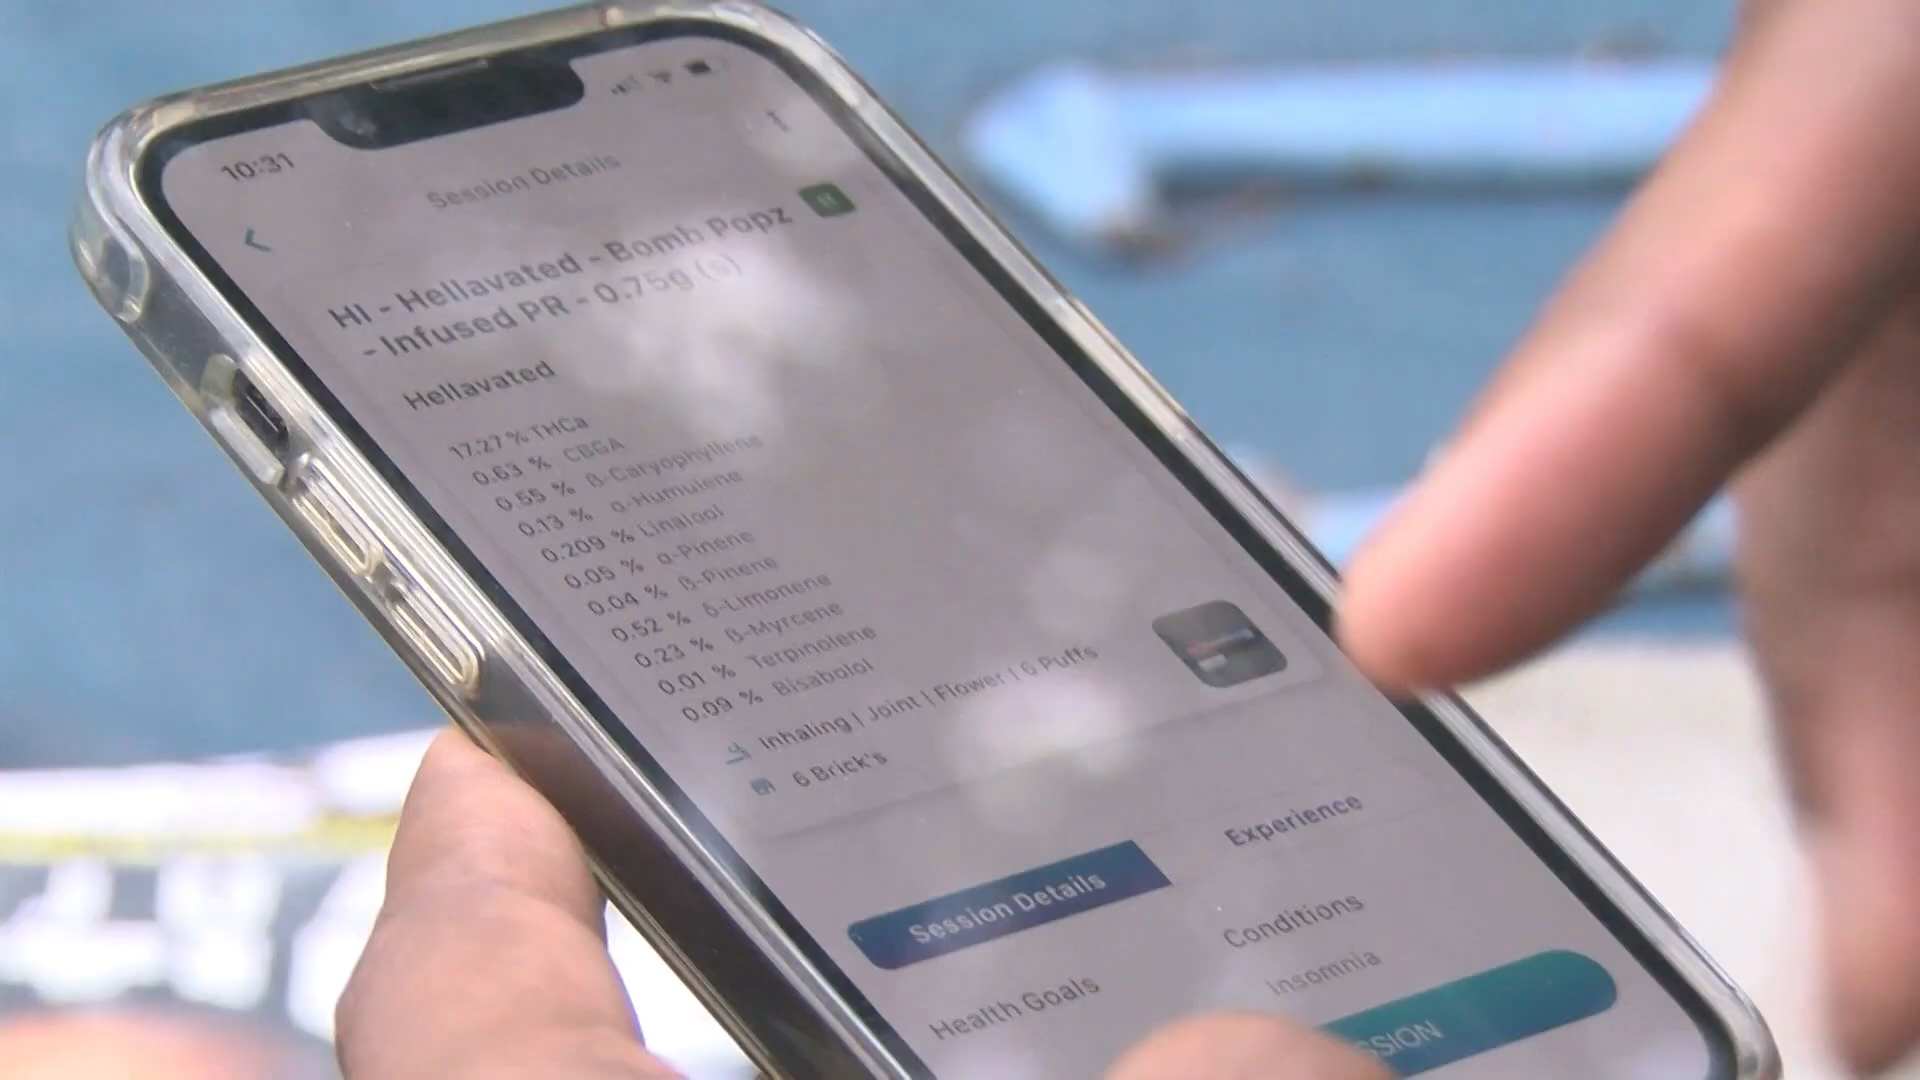 10:31
Session Details
HI - Hellavated - Bomb Popz
- Infused PR - 0.75g (s)
H
Hellavated
17.27 % THCa
0.63 % CBGA
0.55 % β-Caryophyllene
0.13 % α-Humulene
0.209 % Linalool
0.05 % α-Pinene
0.04 % β-Pinene
0.52 % δ-Limonene
0.23 % β-Myrcene
0.01 % Terpinolene
0.09 % Bisabolol
Inhaling | Joint | Flower | 6 Puffs
6 Brick's
Session Details
Experience
Health Goals
Conditions
Insomnia
SSION